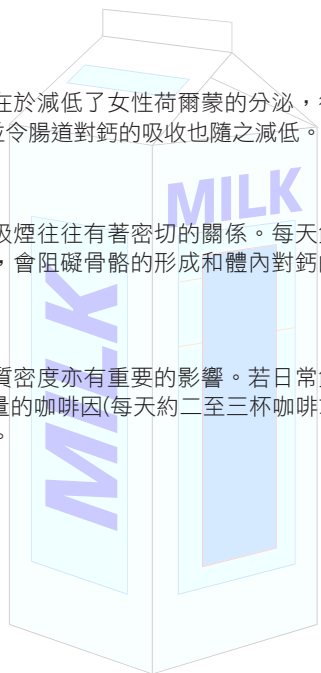 在於減低了女性荷爾蒙的分泌，
令腸道對鈣的吸收也隨之減低。
MILK
吸煙往往有著密切的關係。每天
，會阻礙骨骼的形成和體內對鈣
MILK
質密度亦有重要的影響。若日常
量的咖啡因(每天約二至三杯咖啡
。